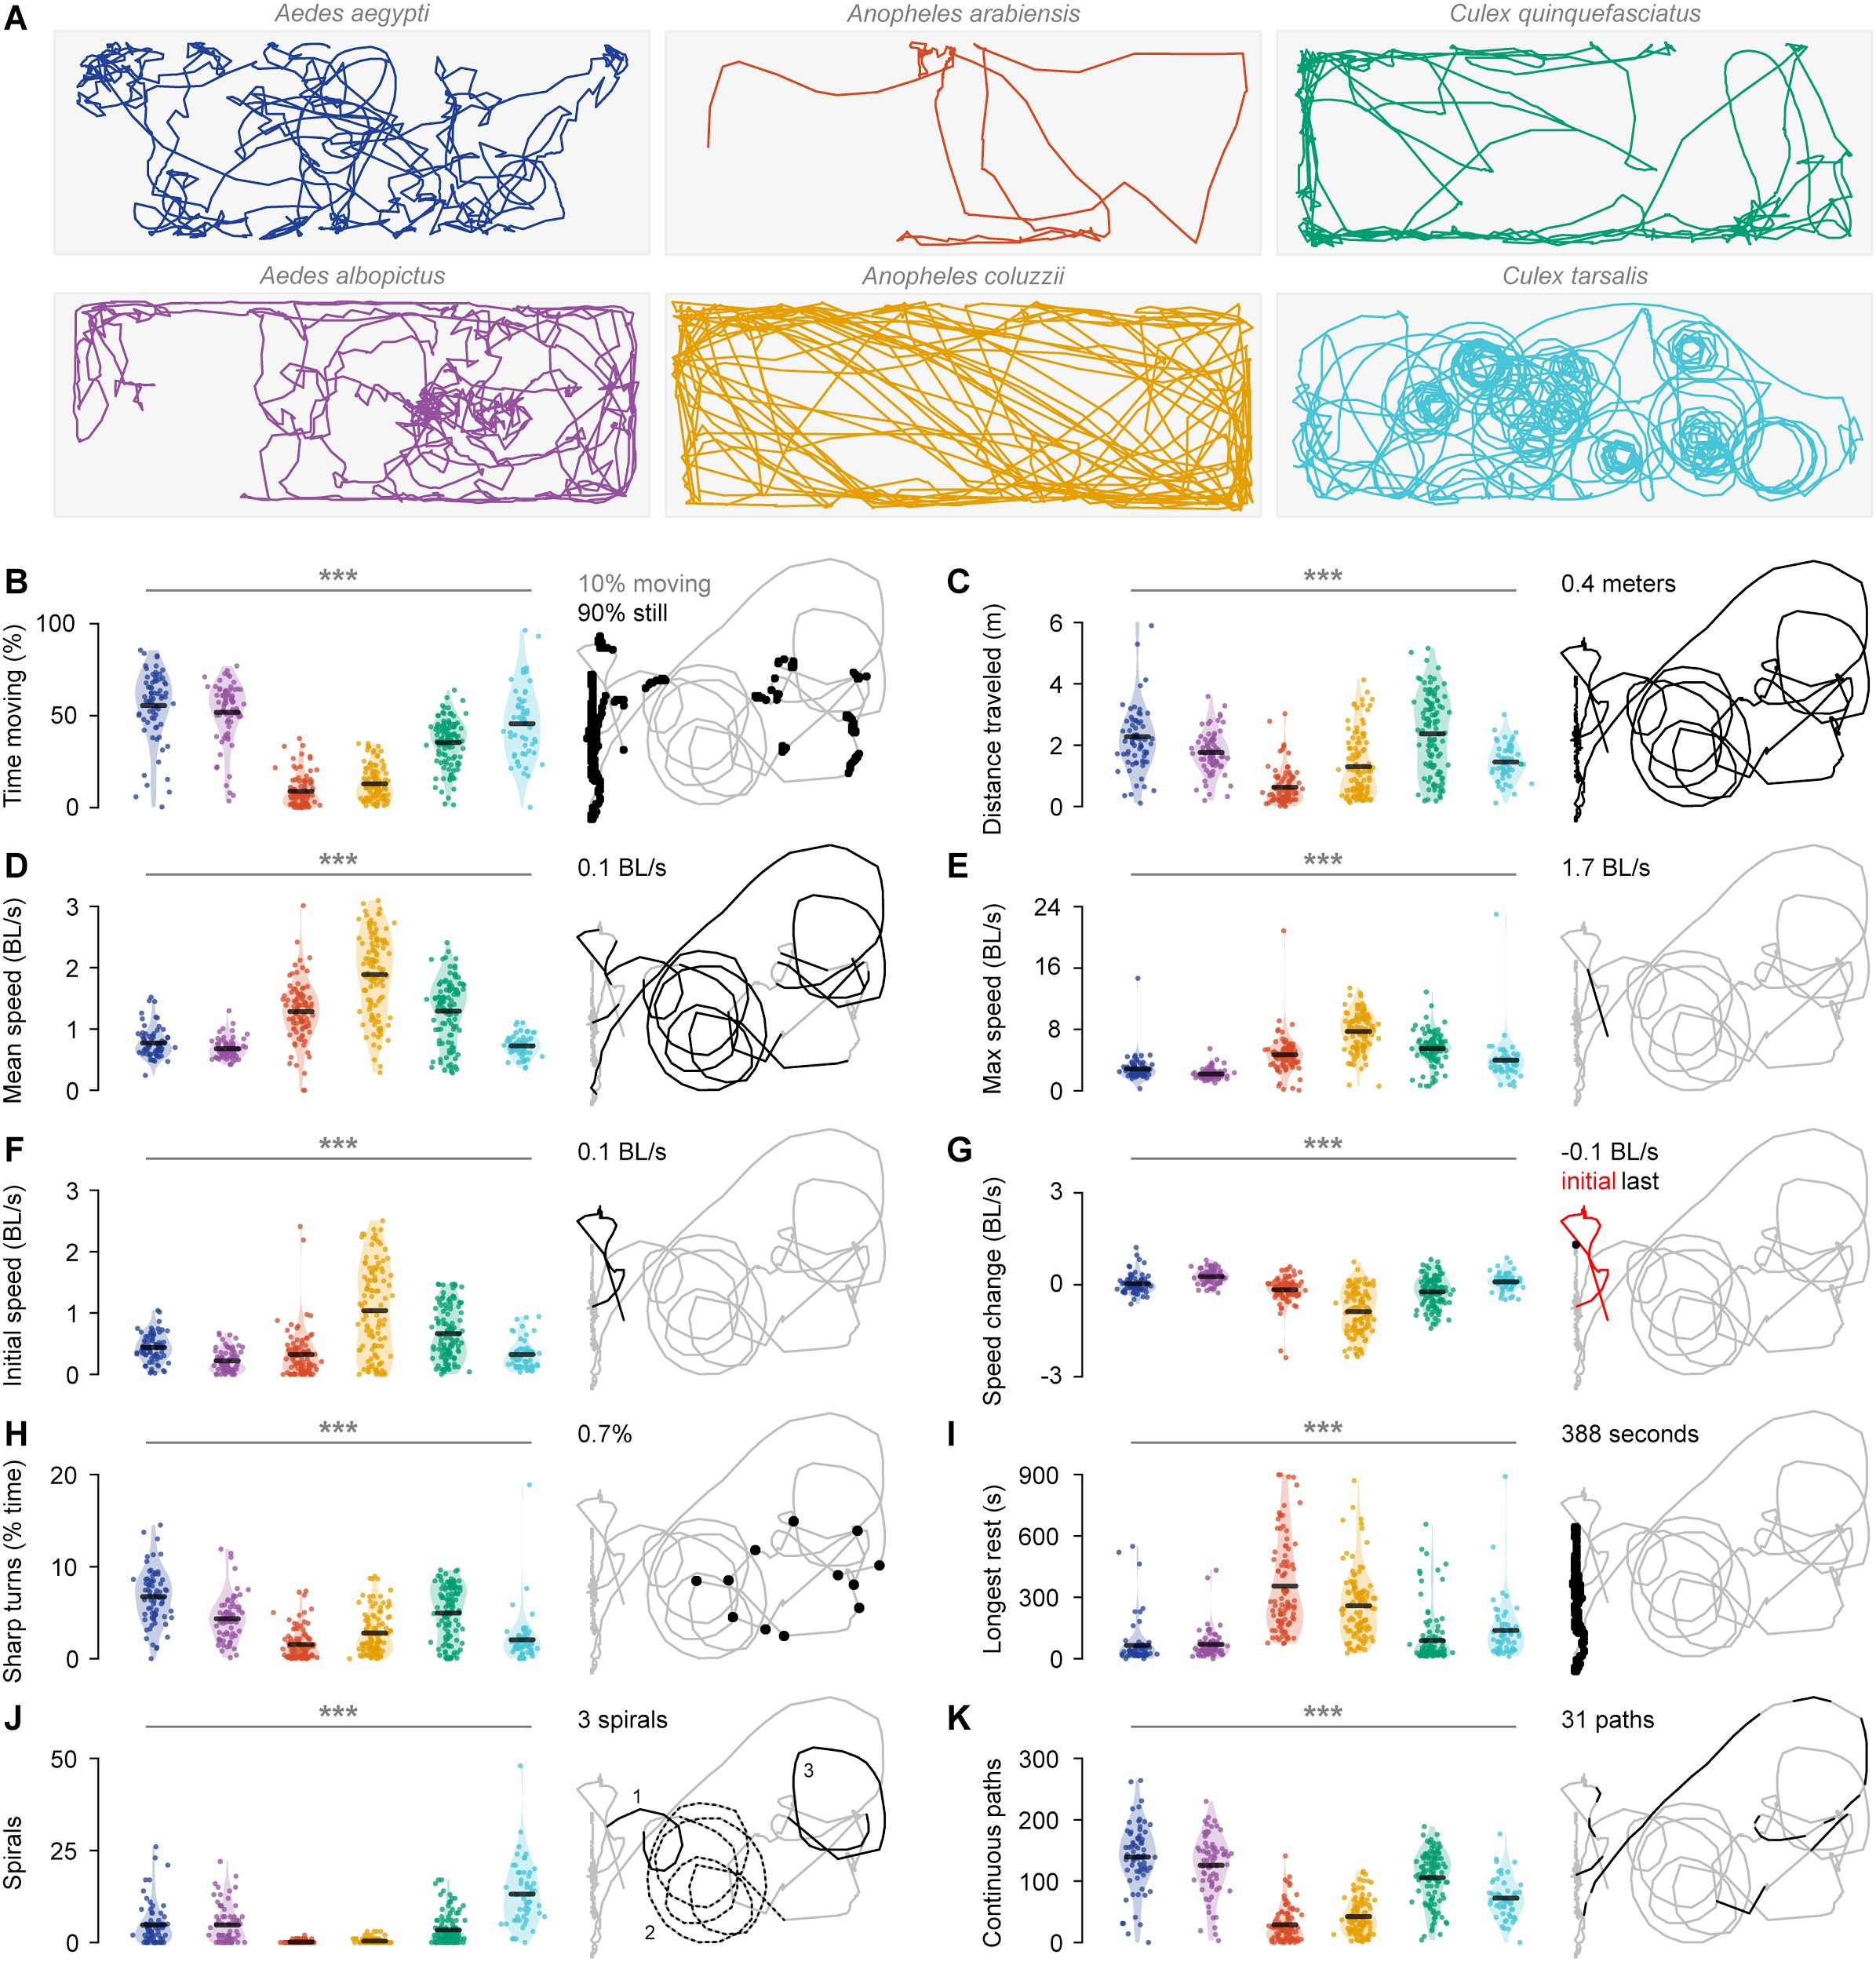 A
Aedes aegypti
Anopheles arabiensis
Culex quinquefasciatus
Aedes albopictus
Anopheles coluzzii
Culex tarsalis
B
***
10% moving
90% still
Time moving (%)
100
50
0
C
***
0.4 meters
Distance traveled (m)
6
4
2
0
D
***
0.1 BL/s
Mean speed (BL/s)
3
2
1
0
E
***
1.7 BL/s
Max speed (BL/s)
24
16
8
0
F
***
0.1 BL/s
Initial speed (BL/s)
3
2
1
0
G
***
-0.1 BL/s
initial last
Speed change (BL/s)
3
0
-3
H
***
0.7%
Sharp turns (% time)
20
10
0
I
***
388 seconds
Longest rest (s)
900
600
300
0
J
***
3 spirals
Spirals
50
25
0
1
2
3
K
***
31 paths
Continuous paths
300
200
100
0